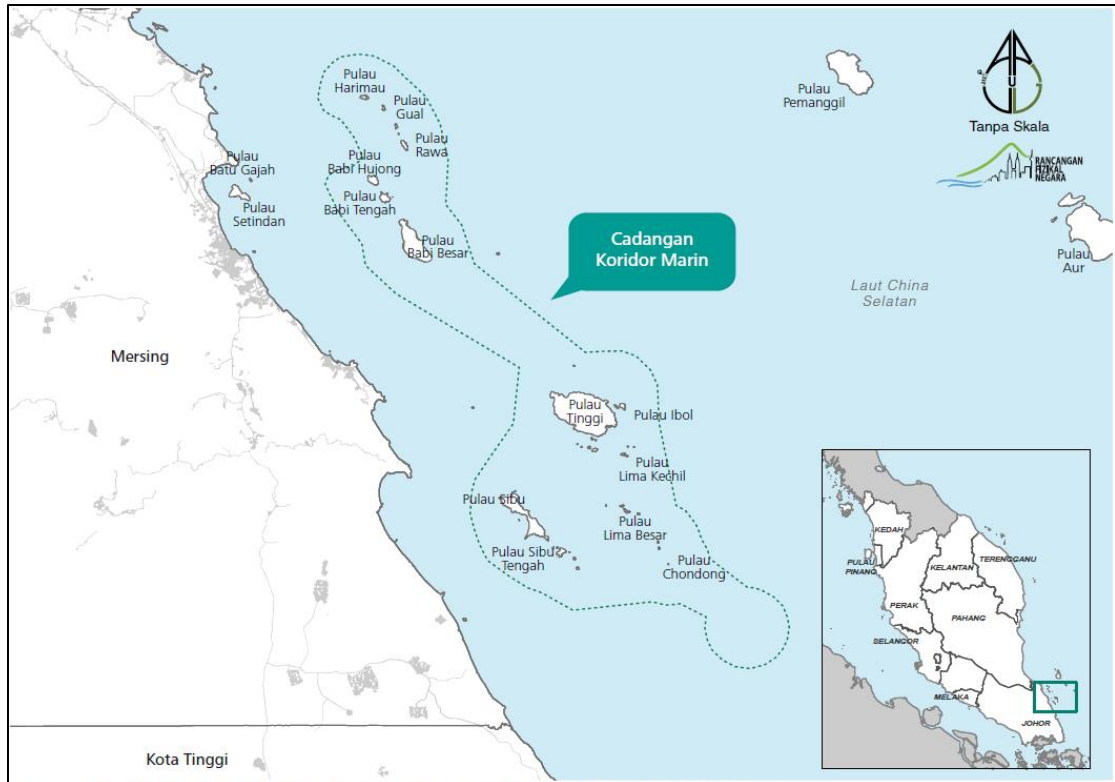 Pulau
Harimau
Pulau
Gual
Pulau
Rawa
Pulau
Pemanggil
Tanpa Skala
RANCANGAN
FIZIKAL
NEGARA
Pulau
Batu Gajah
Pulau
Setindan
Pulau
Babi Hujong
Pulau
Babi Tengah
Pulau
Babi Besar
Cadangan
Koridor Marin
Pulau
Aur
Laut China
Selatan
Mersing
Pulau
Tinggi
Pulau Ibol
Pulau
Lima Kechil
Pulau Sibu
Pulau
Lima Besar
Pulau Sibu
Tengah
Pulau
Chondong
Kota Tinggi
KEDAH
PULAU
PINANG
PERAK
KELANTAN
TERENGGANU
PAHANG
SELANGOR
MELAKA
JOHOR